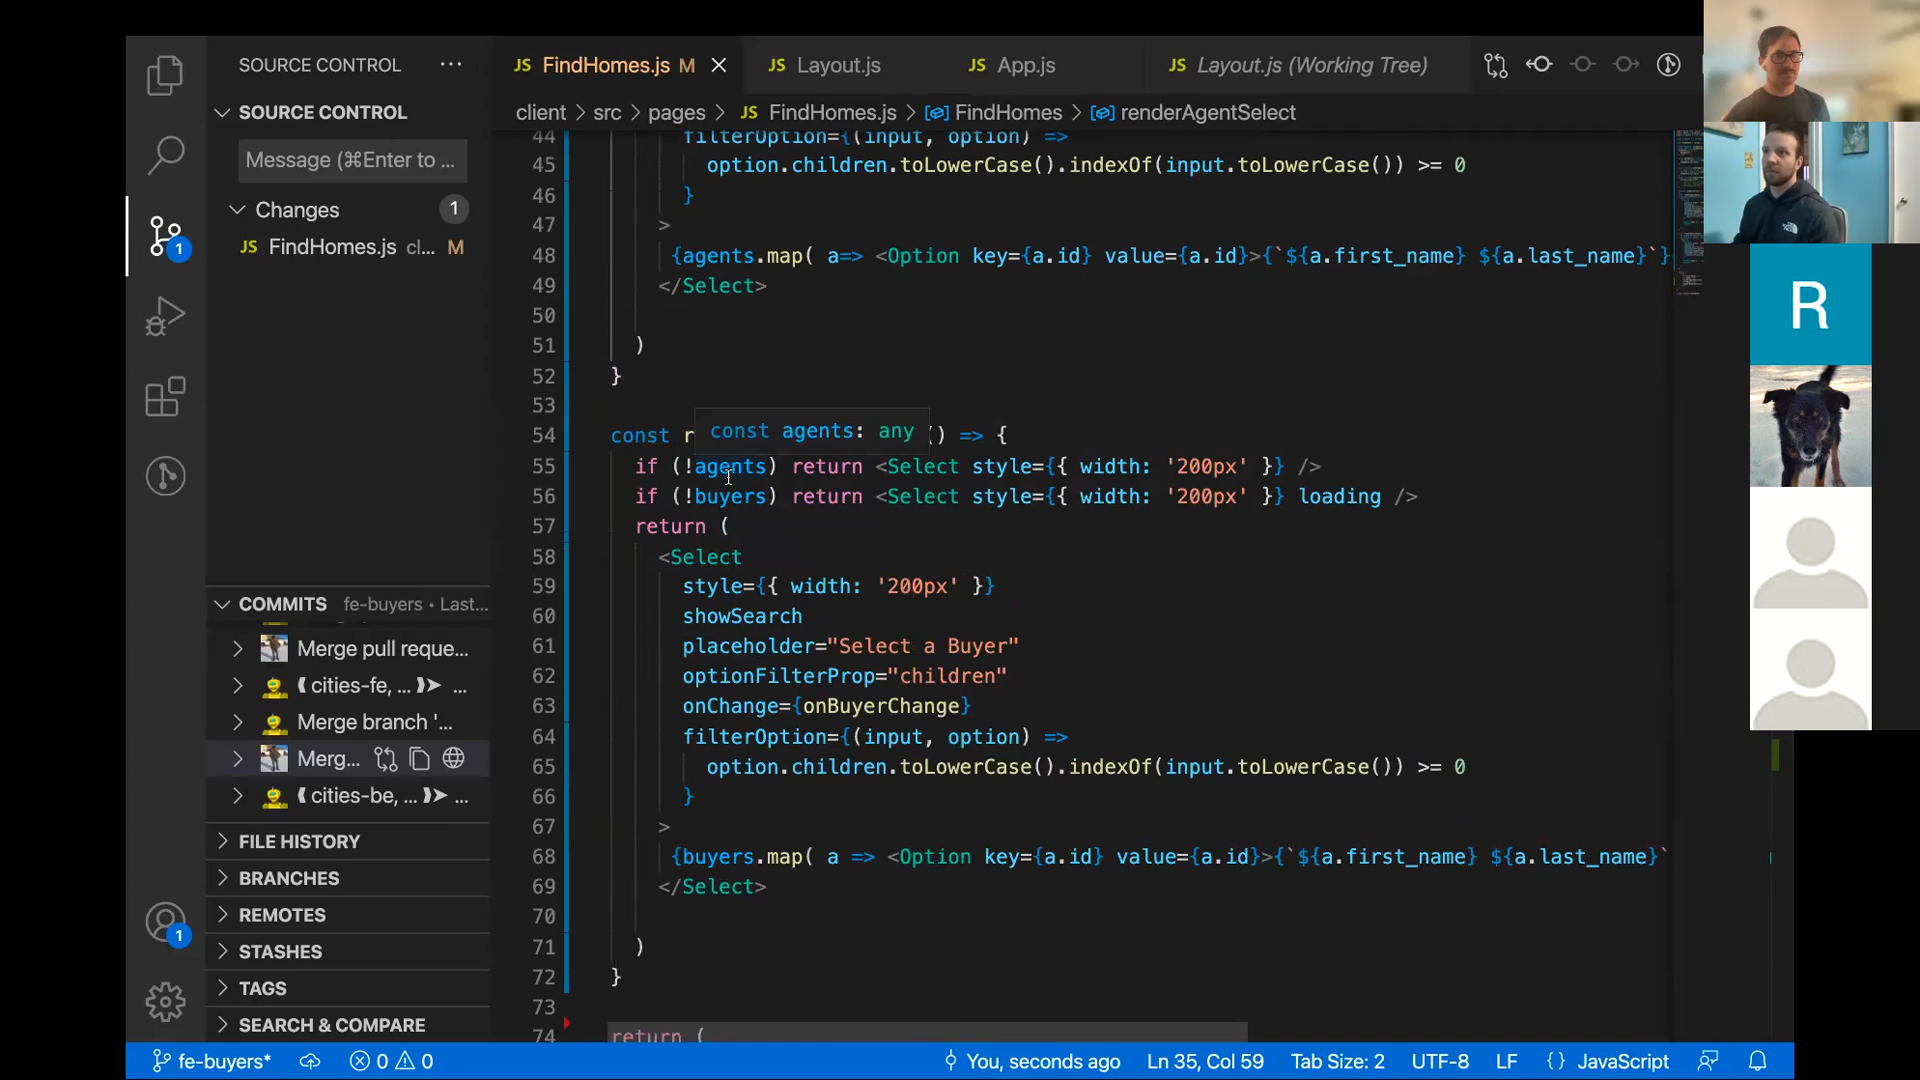 SOURCE CONTROL ···
FindHomes.js M
Layout.js
App.js
Layout.js (Working Tree)
SOURCE CONTROL
client > src > pages > JS FindHomes.js > FindHomes > renderAgentSelect
Message (⌘Enter to ...
Changes 1
JS FindHomes.js cl... M
44 filterOption={(input, option) =>
45 option.children.toLowerCase().indexOf(input.toLowerCase()) >= 0
46 }
47 >
48 {agents.map( a=> <Option key={a.id} value={a.id}>{`${a.first_name} ${a.last_name}`}
49 </Select>
50
51 )
52 }
53
const agents: any
54 const r () => {
55 if (!agents) return <Select style={{ width: '200px' }} />
56 if (!buyers) return <Select style={{ width: '200px' }} loading />
57 return (
58 <Select
59 style={{ width: '200px' }}
60 showSearch
61 placeholder="Select a Buyer"
62 optionFilterProp="children"
63 onChange={onBuyerChange}
64 filterOption={(input, option) =>
65 option.children.toLowerCase().indexOf(input.toLowerCase()) >= 0
66 }
67 >
68 {buyers.map( a => <Option key={a.id} value={a.id}>{`${a.first_name} ${a.last_name}`
69 </Select>
70
71 )
72 }
73
74 return (
COMMITS fe-buyers • Last...
Merge pull reque...
cities-fe, ... ...
Merge branch '...
Merg...
cities-be, ... ...
FILE HISTORY
BRANCHES
REMOTES
STASHES
TAGS
SEARCH & COMPARE
1
1
R
fe-buyers* 0 0 You, seconds ago Ln 35, Col 59 Tab Size: 2 UTF-8 LF {} JavaScript